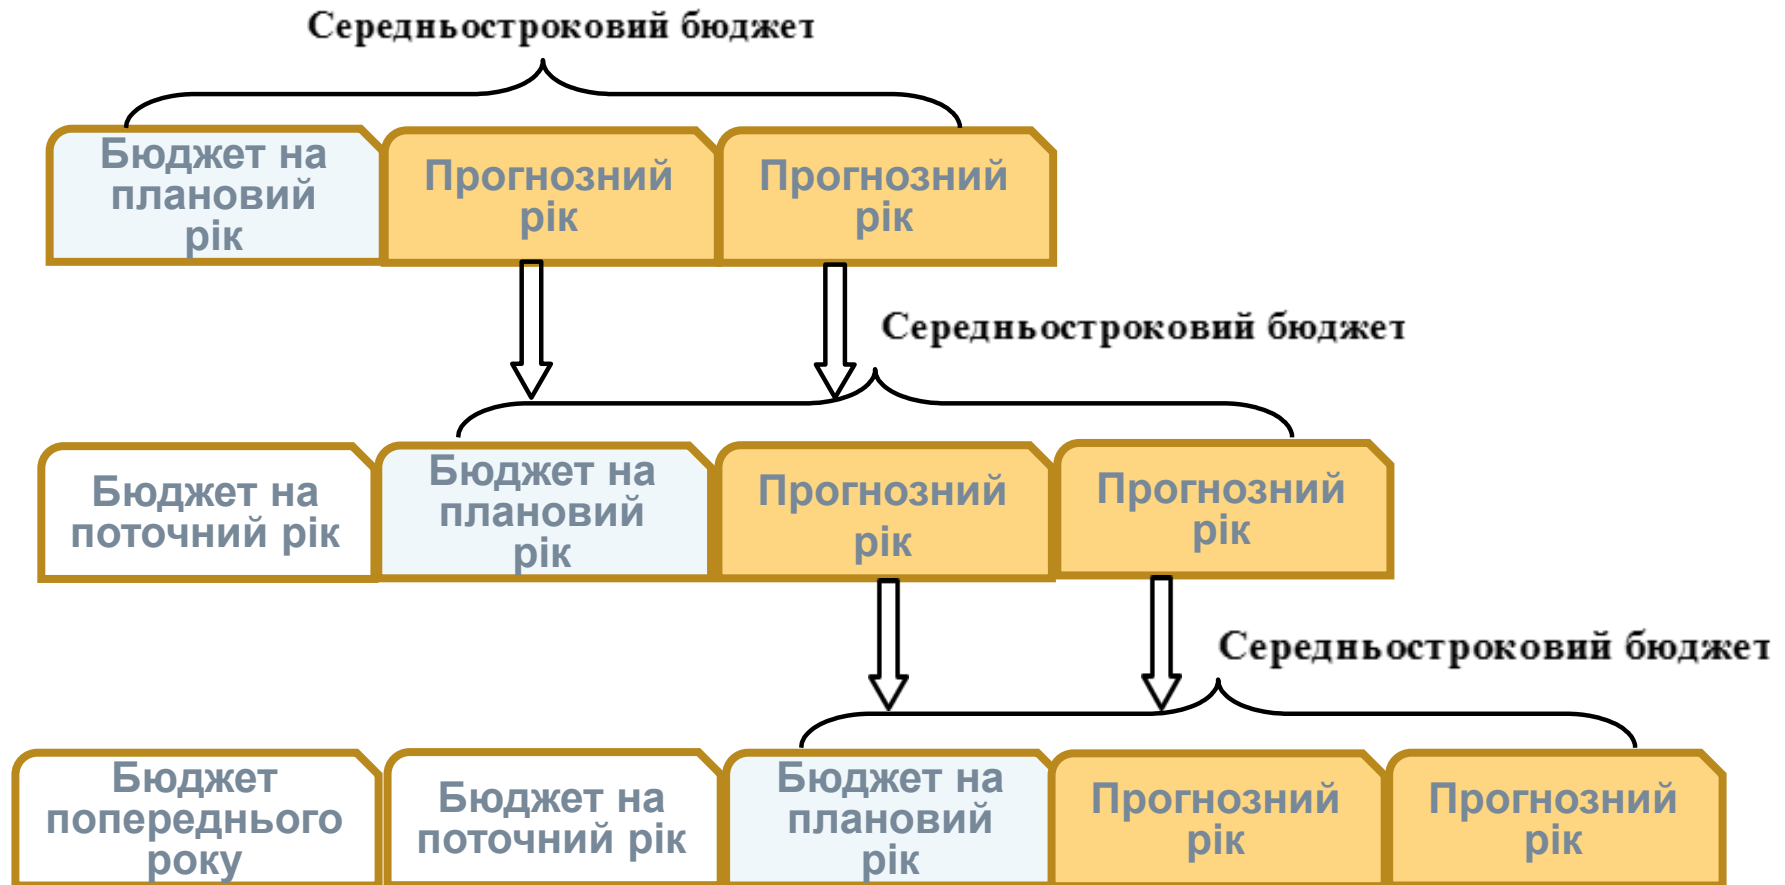 Середньостроковий бюджет
Бюджет на
плановий
рік
Прогнозний
рік
Прогнозний
рік
Середньостроковий бюджет
Бюджет на
поточний рік
Бюджет на
плановий
рік
Прогнозний
рік
Прогнозний
рік
Середньостроковий бюджет
Бюджет
попереднього
року
Бюджет на
поточний рік
Бюджет на
плановий
рік
Прогнозний
рік
Прогнозний
рік